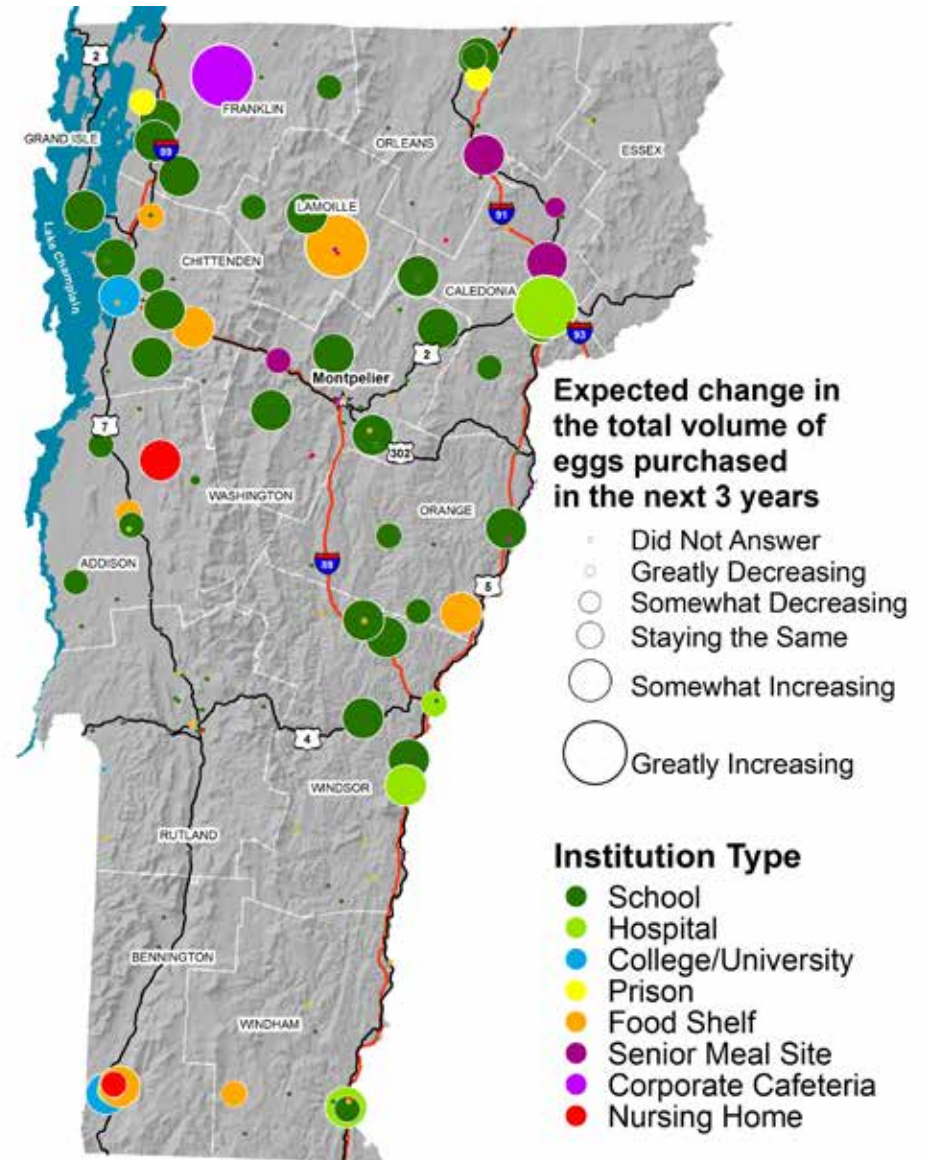 2
FRANKLIN
GRAND ISLE
ORLEANS
ESSEX
89
LAMOILLE
91
Lake Champlain
CHITTENDEN
CALEDONIA
93
2
Montpelier
7
302
WASHINGTON
ORANGE
ADDISON
89
5
4
WINDSOR
RUTLAND
BENNINGTON
WINDHAM
Expected change in
the total volume of
eggs purchased
in the next 3 years
Did Not Answer
Greatly Decreasing
Somewhat Decreasing
Staying the Same
Somewhat Increasing
Greatly Increasing
Institution Type
School
Hospital
College/University
Prison
Food Shelf
Senior Meal Site
Corporate Cafeteria
Nursing Home